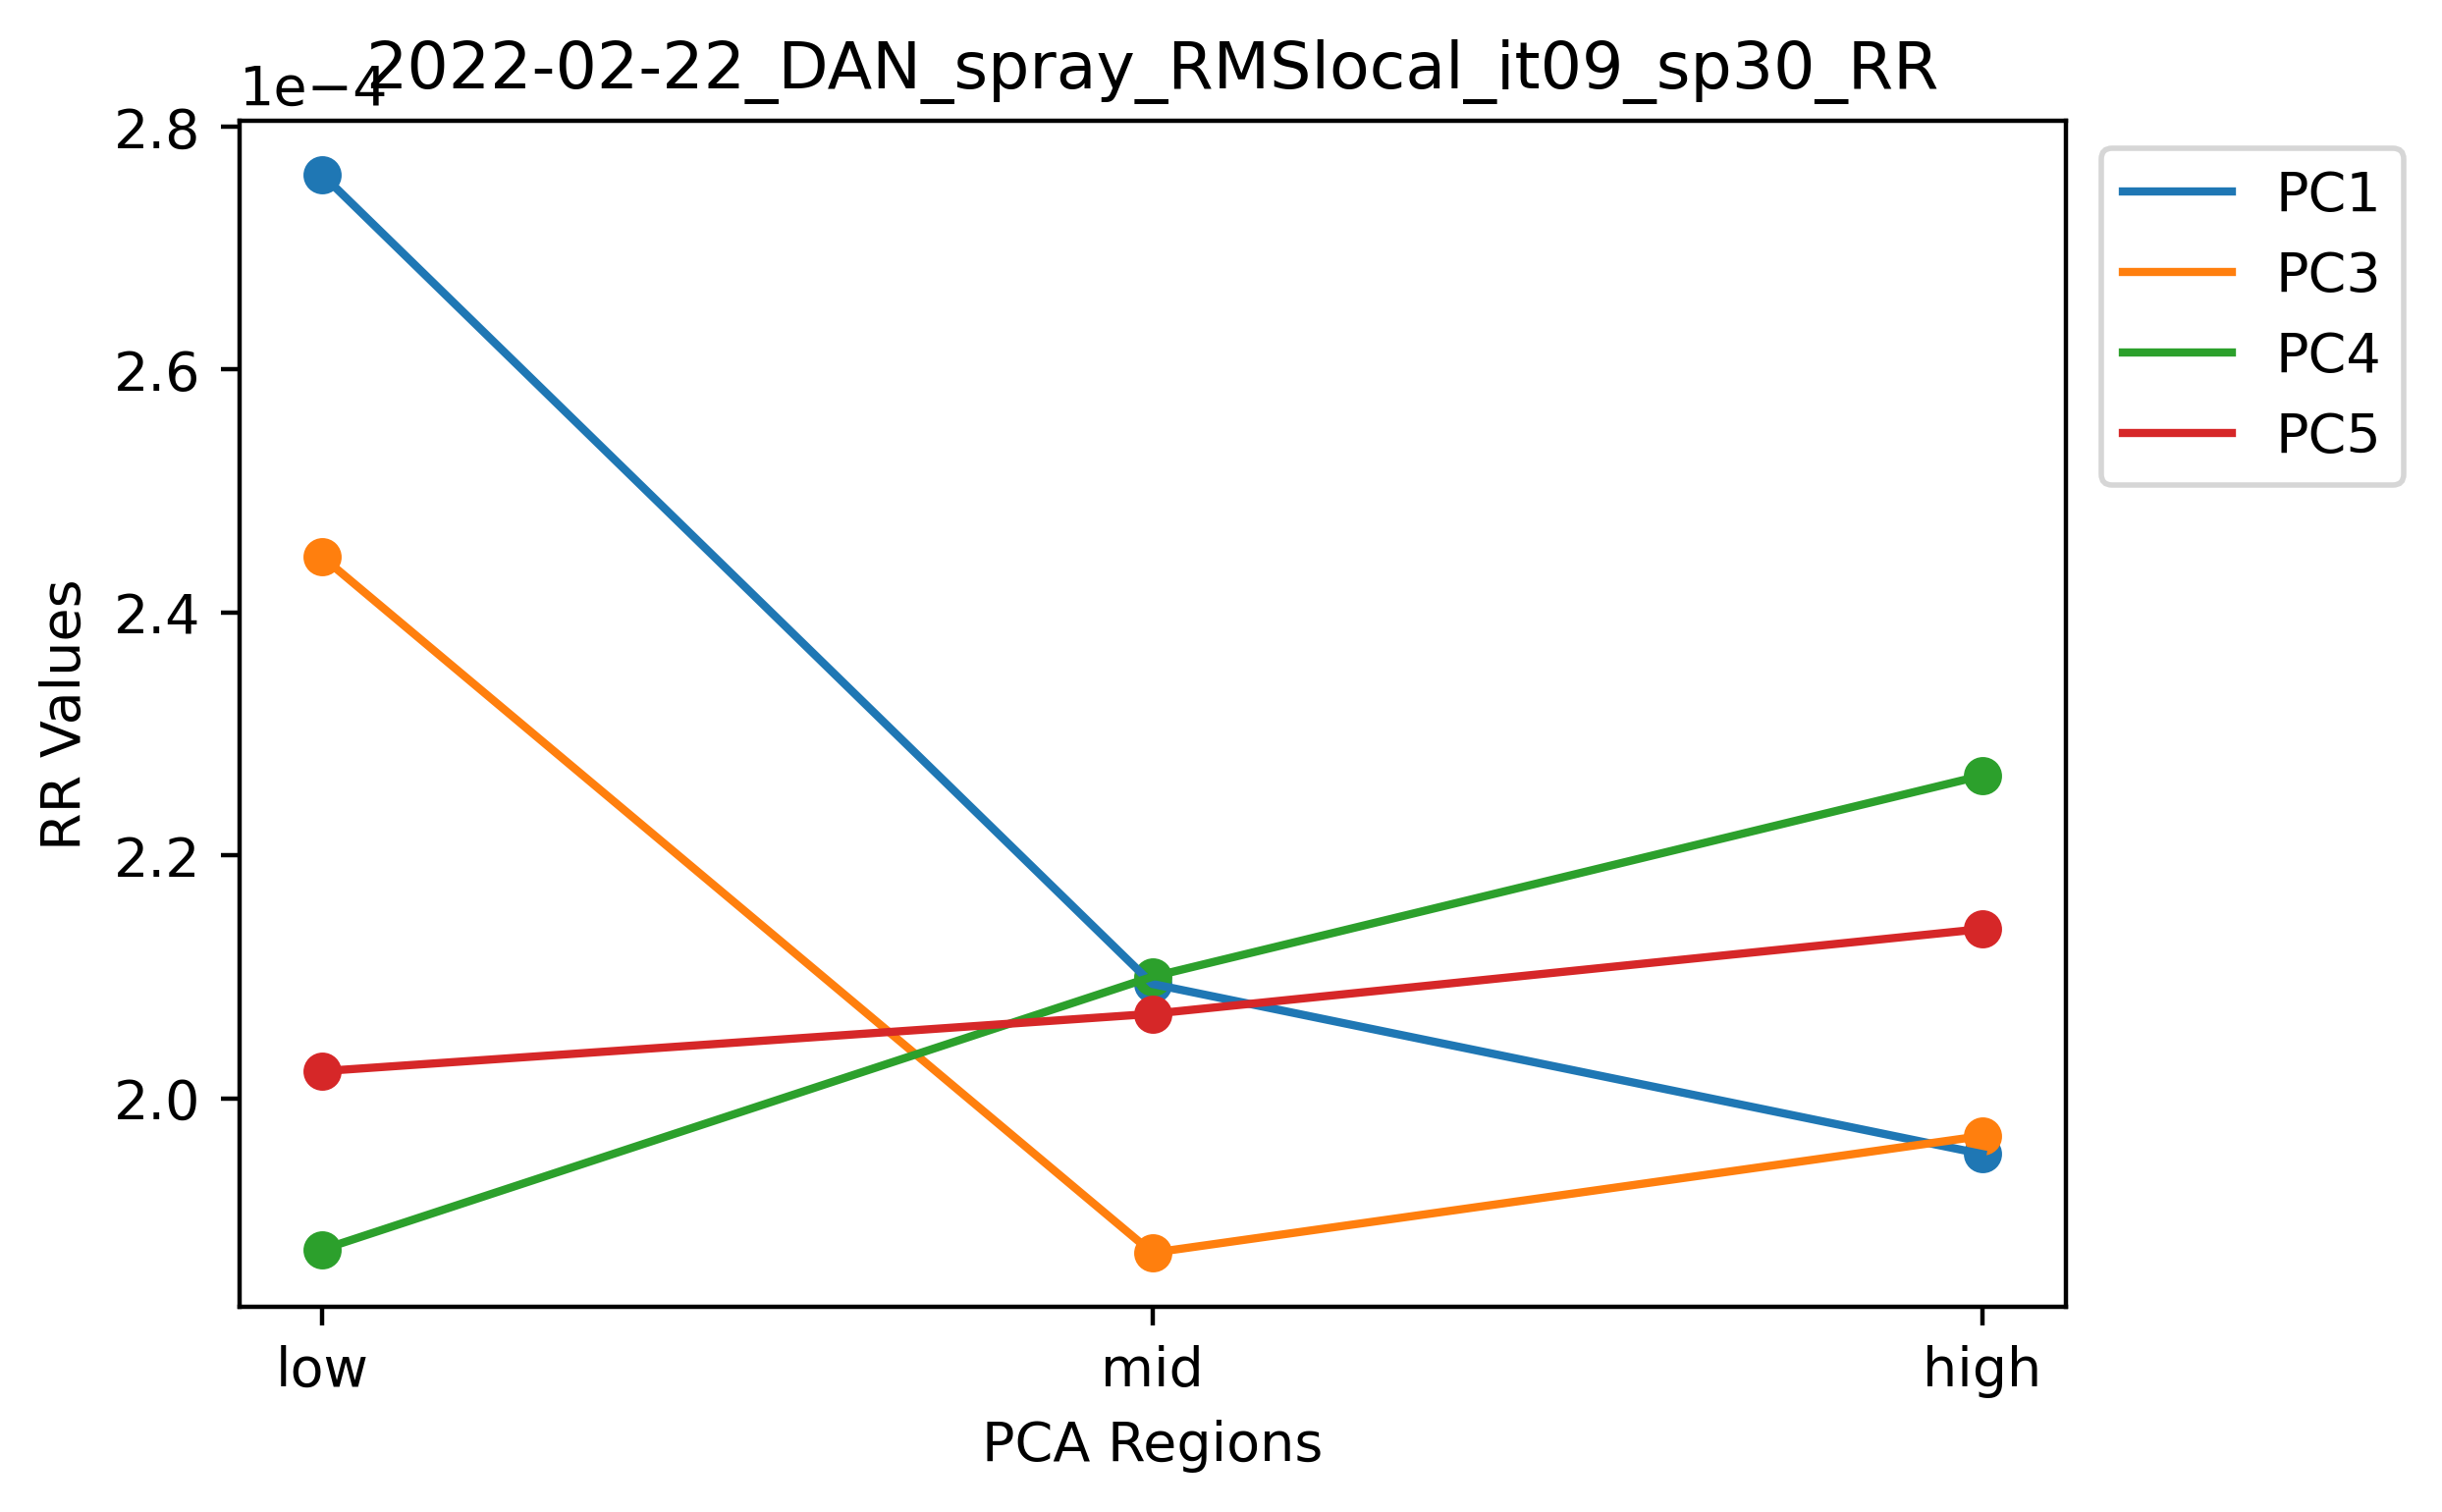 1e−4
2022-02-22_DAN_spray_RMSlocal_it09_sp30_RR
2.8
2.6
2.4
2.2
2.0
RR Values
low
mid
high
PCA Regions
PC1
PC3
PC4
PC5